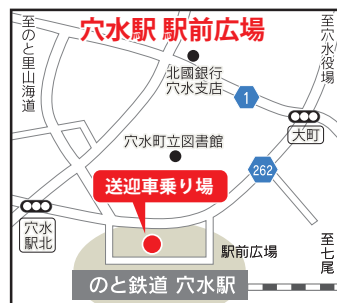 穴水駅 駅前広場
至のと里山海道
至穴水役場
北國銀行
穴水支店
1
大町
穴水町立図書館
262
送迎車乗り場
穴水
駅北
駅前広場
至七尾
のと鉄道 穴水駅